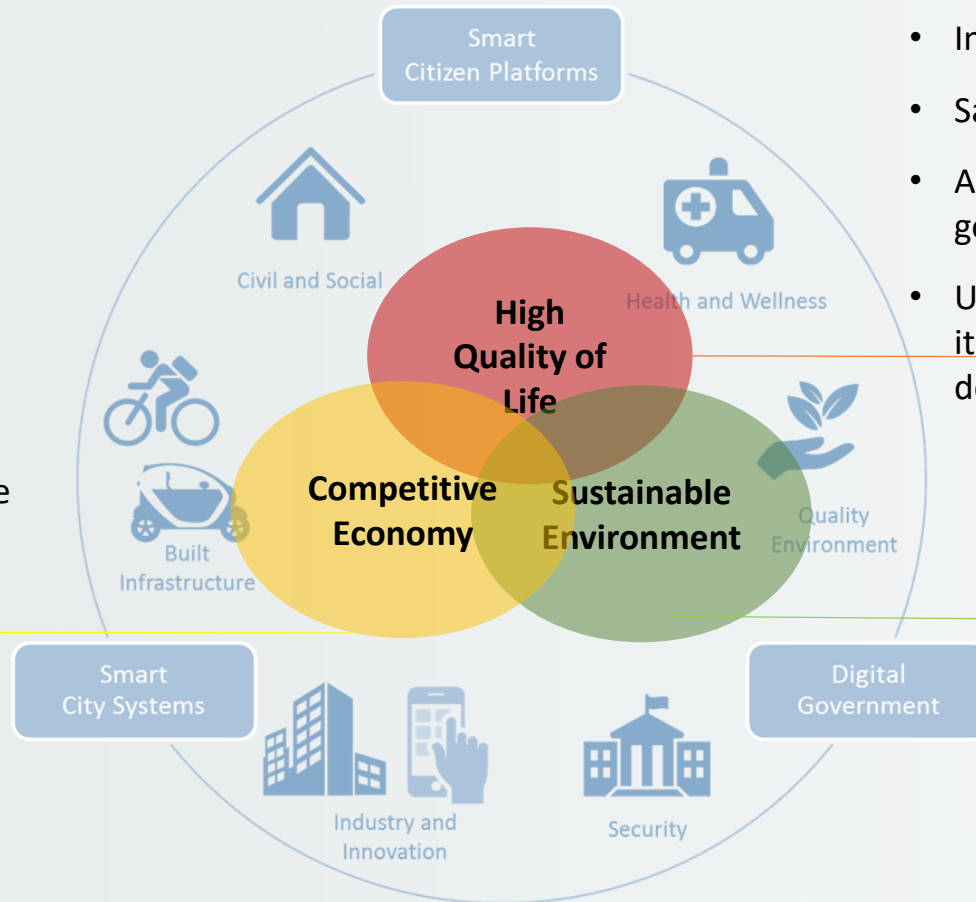 Smart
Citizen Platforms
Civil and Social
Health and Wellness
High
Quality of
Life
Competitive
Economy
Sustainable
Environment
Built
Infrastructure
Quality
Environment
Smart
City Systems
Digital
Government
Industry and
Innovation
Security